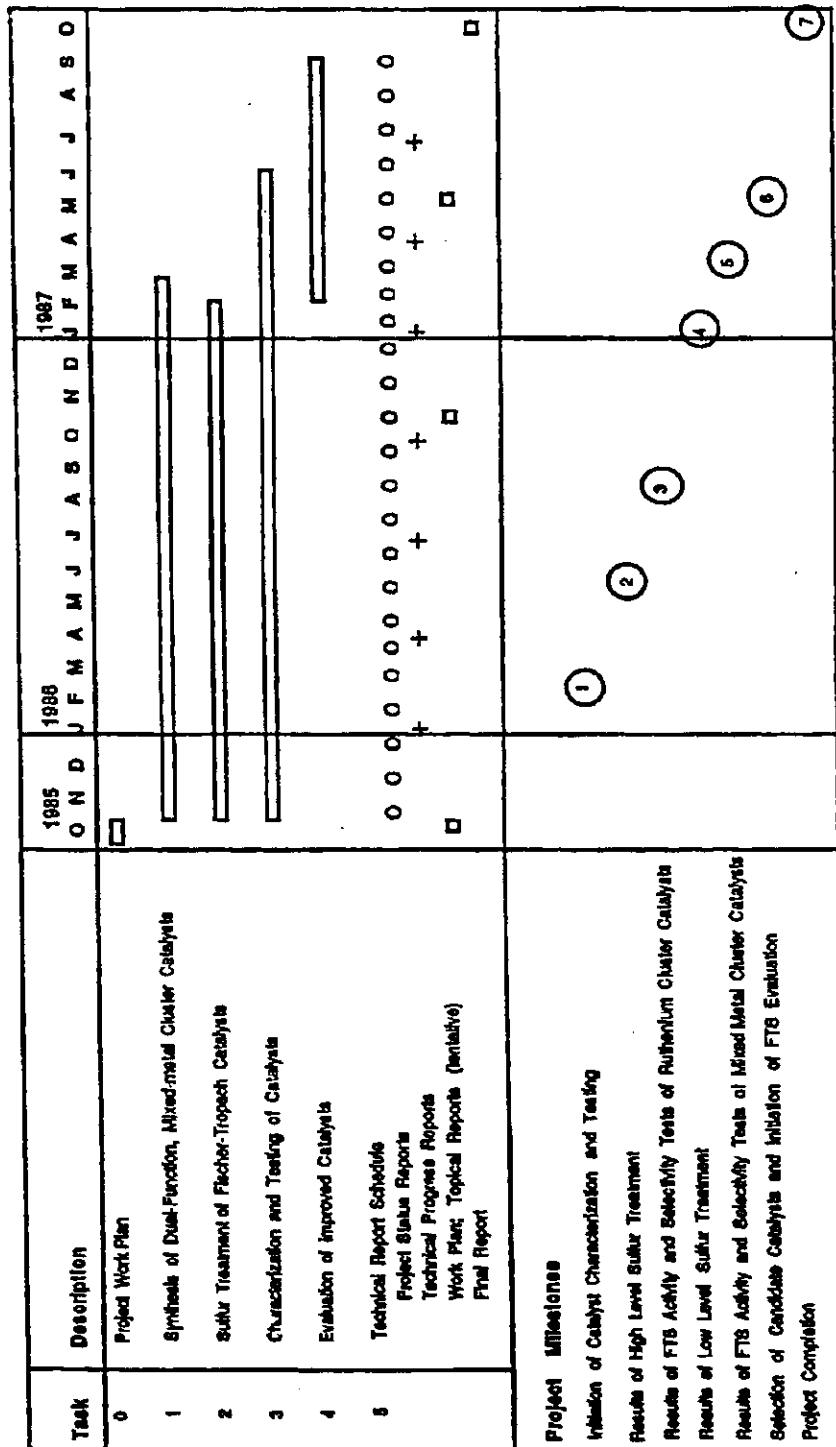 1985 1986 1987
Task Description O N D J F M A M J J A S O N D J F M A M J J A S O
0 Project Work Plan
1 Synthesis of Dual-Function, Mixed-metal Cluster Catalysts
2 Sulfur Treatment of Fischer-Tropsch Catalysts
3 Characterization and Testing of Catalysts
4 Evaluation of Improved Catalysts
5 Technical Report Schedule
Project Status Reports
Technical Progress Reports
Work Plan; Topical Reports (tentative)
Final Report
Project Milestones
Initiation of Catalyst Characterization and Testing 1
Results of High Level Sulfur Treatment 2
Results of FTS Activity and Selectivity Tests of Ruthenium Cluster Catalysts 3
Results of Low Level Sulfur Treatment 4
Results of FTS Activity and Selectivity Tests of Mixed Metal Cluster Catalysts 5
Selection of Candidate Catalysts and Initiation of FTS Evaluation 6
Project Completion 7